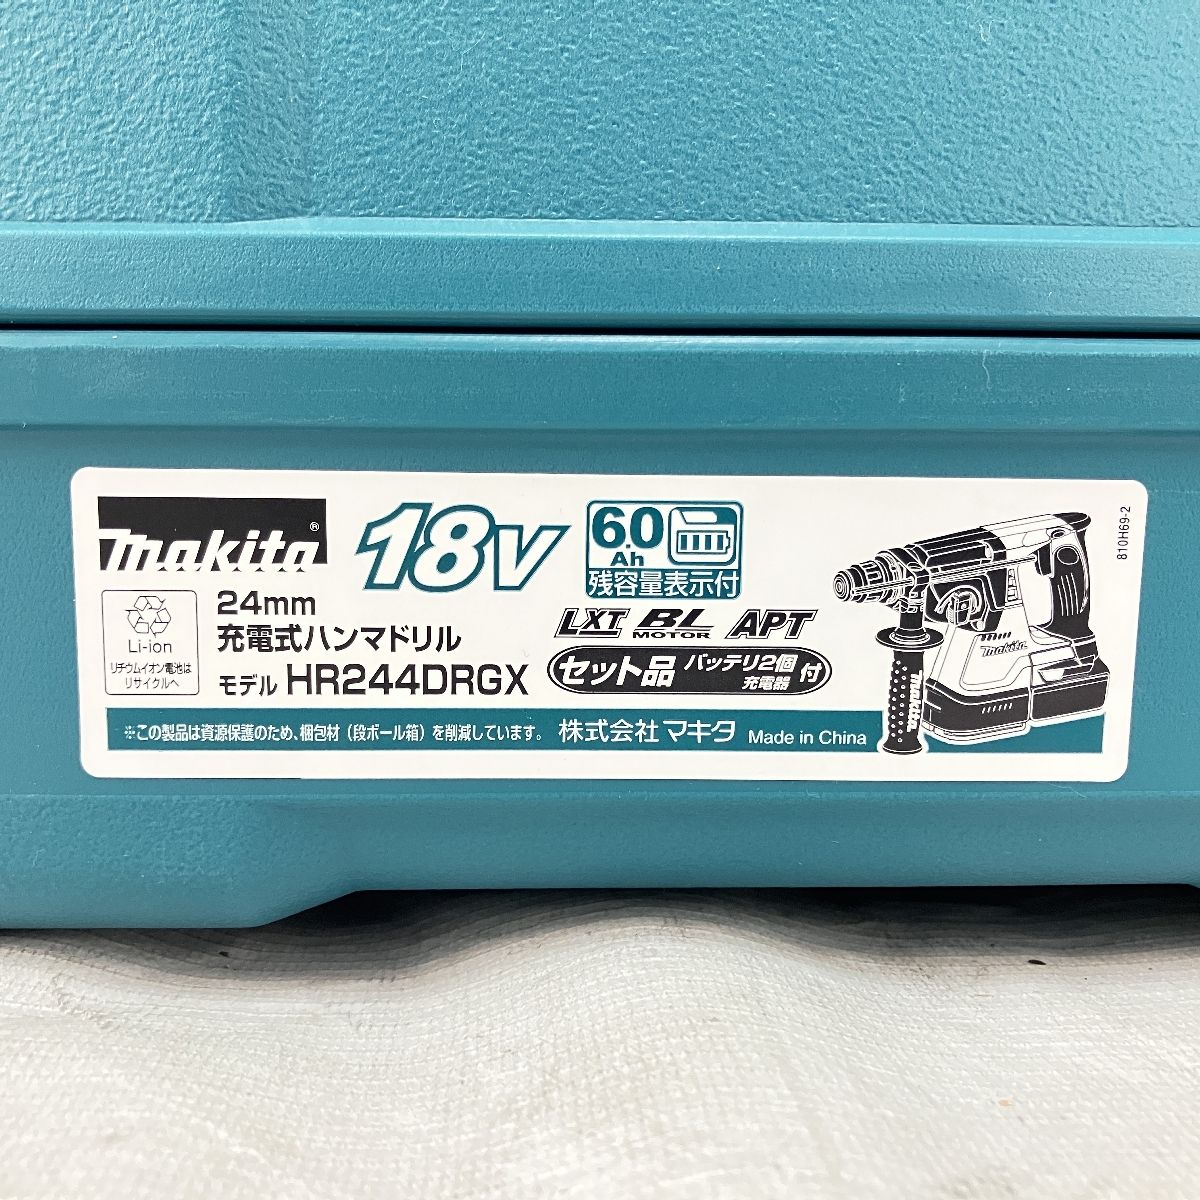 makita®
18V
6.0 Ah
残容量表示付
810H69-2
Li-ion
リチウムイオン電池は
リサイクルへ
24mm
充電式ハンマドリル
モデル HR244DRGX
LXT BL MOTOR APT
セット品 バッテリ2個 充電器 付
makita
makita
※この製品は資源保護のため、梱包材（段ボール箱）を削減しています。 株式会社 マキタ Made in China